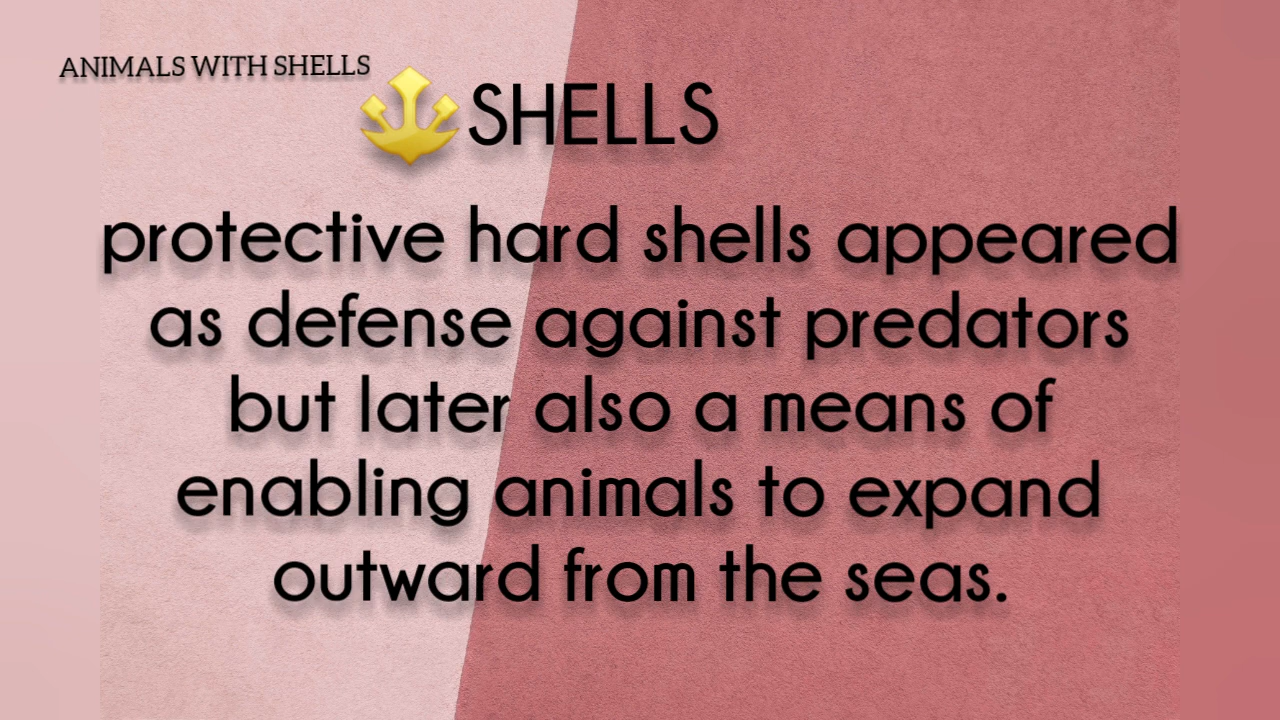 ANIMALS WITH SHELLS
SHELLS
protective hard shells appeared
as defense against predators
but later also a means of
enabling animals to expand
outward from the seas.